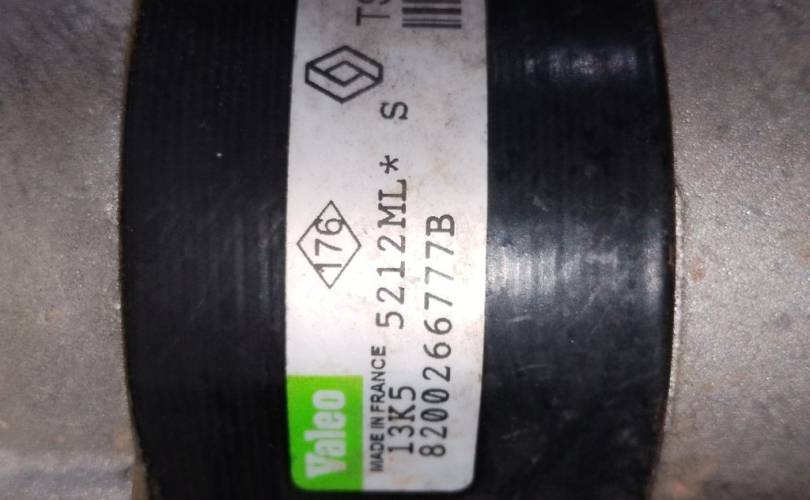 Valeo
MADE IN FRANCE
176
13K5 5212ML* S
8200266777B